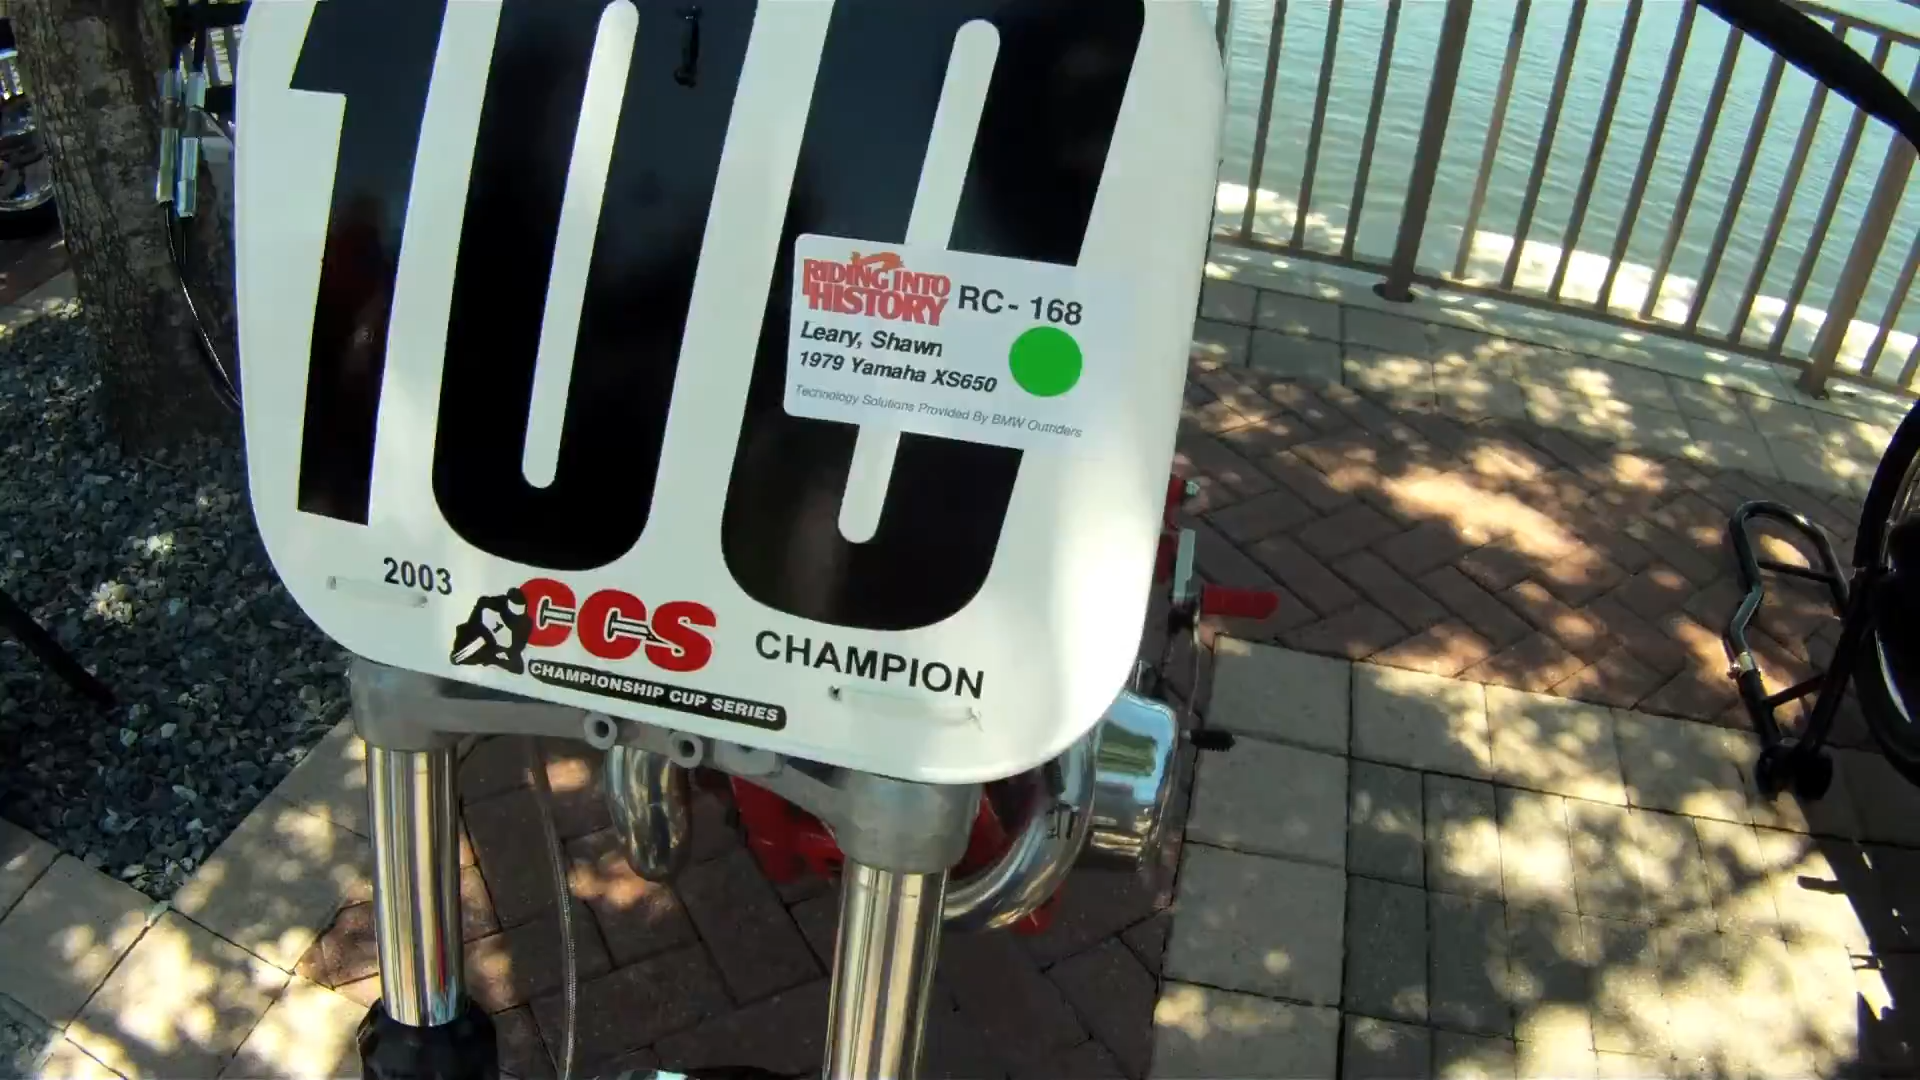 100
RIDING INTO
HISTORY
RC - 168
Leary, Shawn
1979 Yamaha XS650
Technology Solutions Provided By BMW Outriders
2003
1
CCS
CHAMPION
CHAMPIONSHIP CUP SERIES